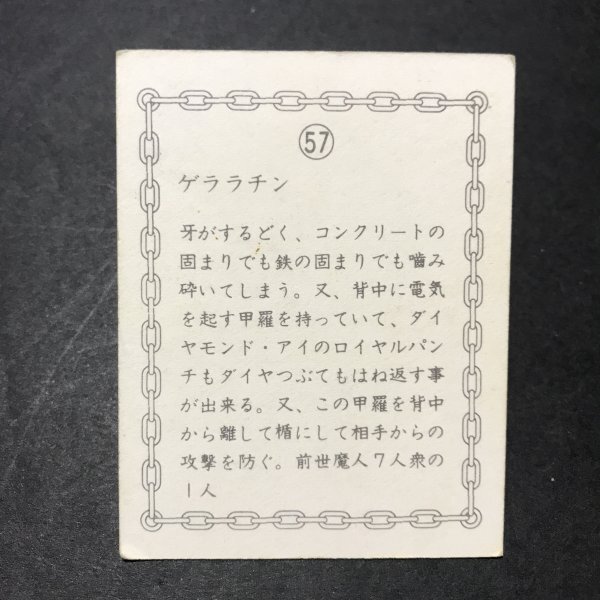 57
ゲララチン
牙がするどく、コンクリートの
固まりでも鉄の固まりでも嚙み
砕いてしまう。又、背中に電気
を起す甲羅を持っていて、ダイ
ヤモンド・アイのロイヤルパン
チもダイヤつぶてもはね返す事
が出来る。又、この甲羅を背中
から離して楯にして相手からの
攻撃を防ぐ。前世魔人7人衆の
1人